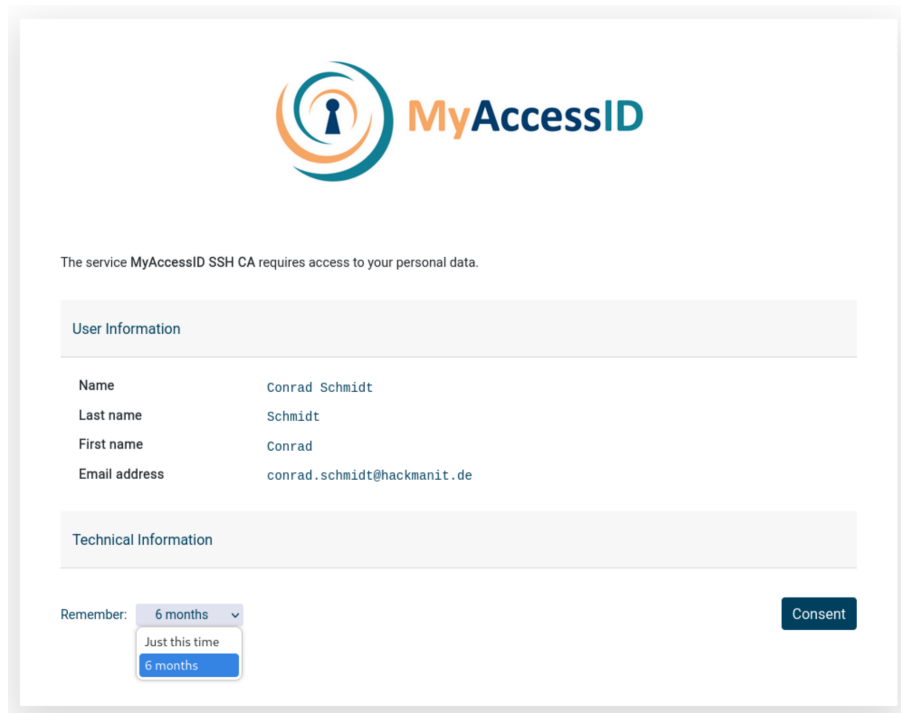 MyAccessID
The service MyAccessID SSH CA requires access to your personal data.
User Information
Name Conrad Schmidt
Last name Schmidt
First name Conrad
Email address conrad.schmidt@hackmanit.de
Technical Information
Remember: 6 months Consent
Just this time
6 months